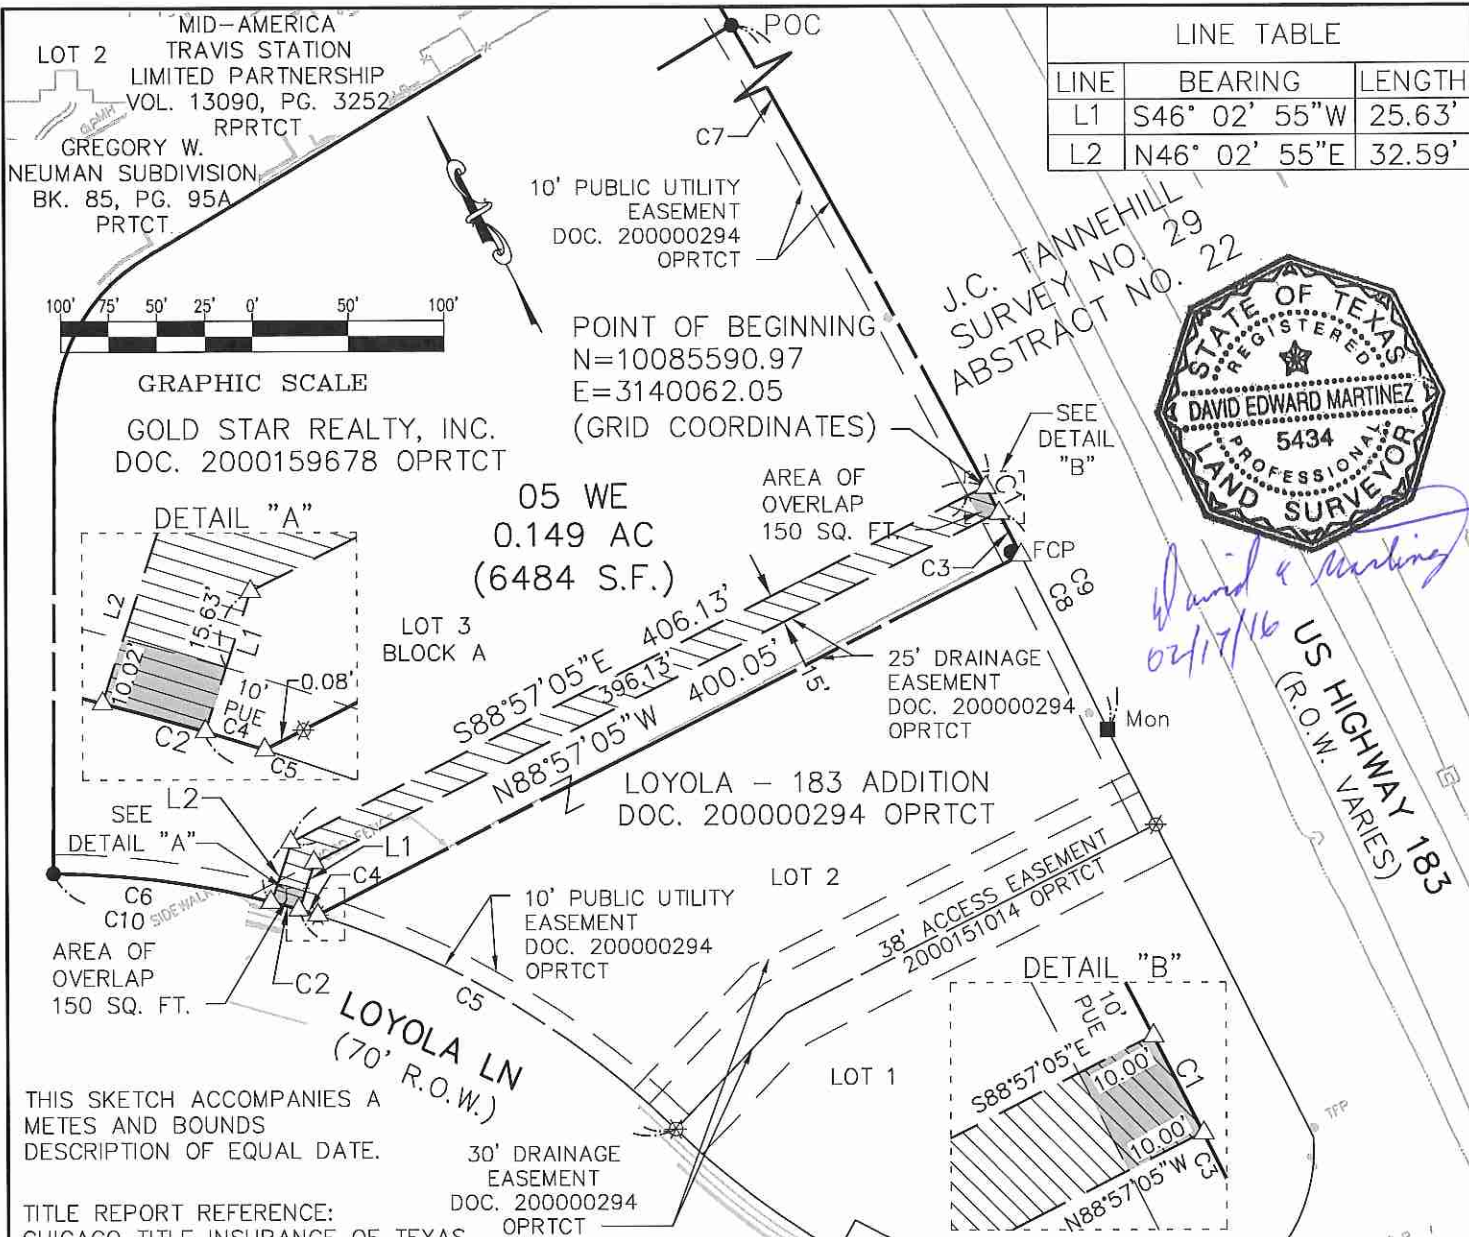 MID-AMERICA
TRAVIS STATION
LIMITED PARTNERSHIP
VOL. 13090, PG. 3252
RPRTCT
LOT 2
GREGORY W.
NEUMAN SUBDIVISION
BK. 85, PG. 95A
PRTCT
POC
C7
LINE TABLE
LINE BEARING LENGTH
L1 S46° 02' 55"W 25.63'
L2 N46° 02' 55"E 32.59'
10' PUBLIC UTILITY
EASEMENT
DOC. 200000294
OPRTCT
J.C. TANNEHILL
SURVEY NO. 29
ABSTRACT NO. 22
100' 75' 50' 25' 0' 50' 100'
GRAPHIC SCALE
POINT OF BEGINNING
N=10085590.97
E=3140062.05
(GRID COORDINATES)
STATE OF TEXAS
REGISTERED
DAVID EDWARD MARTINEZ
5434
PROFESSIONAL
LAND SURVEYOR
David E Martinez
02/17/16
GOLD STAR REALTY, INC.
DOC. 2000159678 OPRTCT
SEE
DETAIL
"B"
05 WE
0.149 AC
(6484 S.F.)
AREA OF
OVERLAP
150 SQ. FT.
C1
C3
FCP
C9
C8
DETAIL "A"
L2
15.63'
L1
10.02'
10'
PUE
0.08'
C4
C2
C5
LOT 3
BLOCK A
S88°57'05"E 406.13'
396.13'
N88°57'05"W 400.05'
15'
25' DRAINAGE
EASEMENT
DOC. 200000294
OPRTCT
Mon
US HIGHWAY 183
(R.O.W. VARIES)
LOYOLA - 183 ADDITION
DOC. 200000294 OPRTCT
SEE
DETAIL "A"
L2
L1
C4
C6
C10
SIDEWALK
AREA OF
OVERLAP
150 SQ. FT.
C2
10' PUBLIC UTILITY
EASEMENT
DOC. 200000294
OPRTCT
C5
LOT 2
38' ACCESS EASEMENT
2000151014 OPRTCT
LOYOLA LN
(70' R.O.W.)
LOT 1
DETAIL "B"
10'
PUE
S88°57'05"E
10.00'
C1
10.00'
C3
N88°57'05"W
TFP
THIS SKETCH ACCOMPANIES A
METES AND BOUNDS
DESCRIPTION OF EQUAL DATE.
30' DRAINAGE
EASEMENT
DOC. 200000294
OPRTCT
TITLE REPORT REFERENCE:
CHICAGO TITLE INSURANCE OF TEXAS